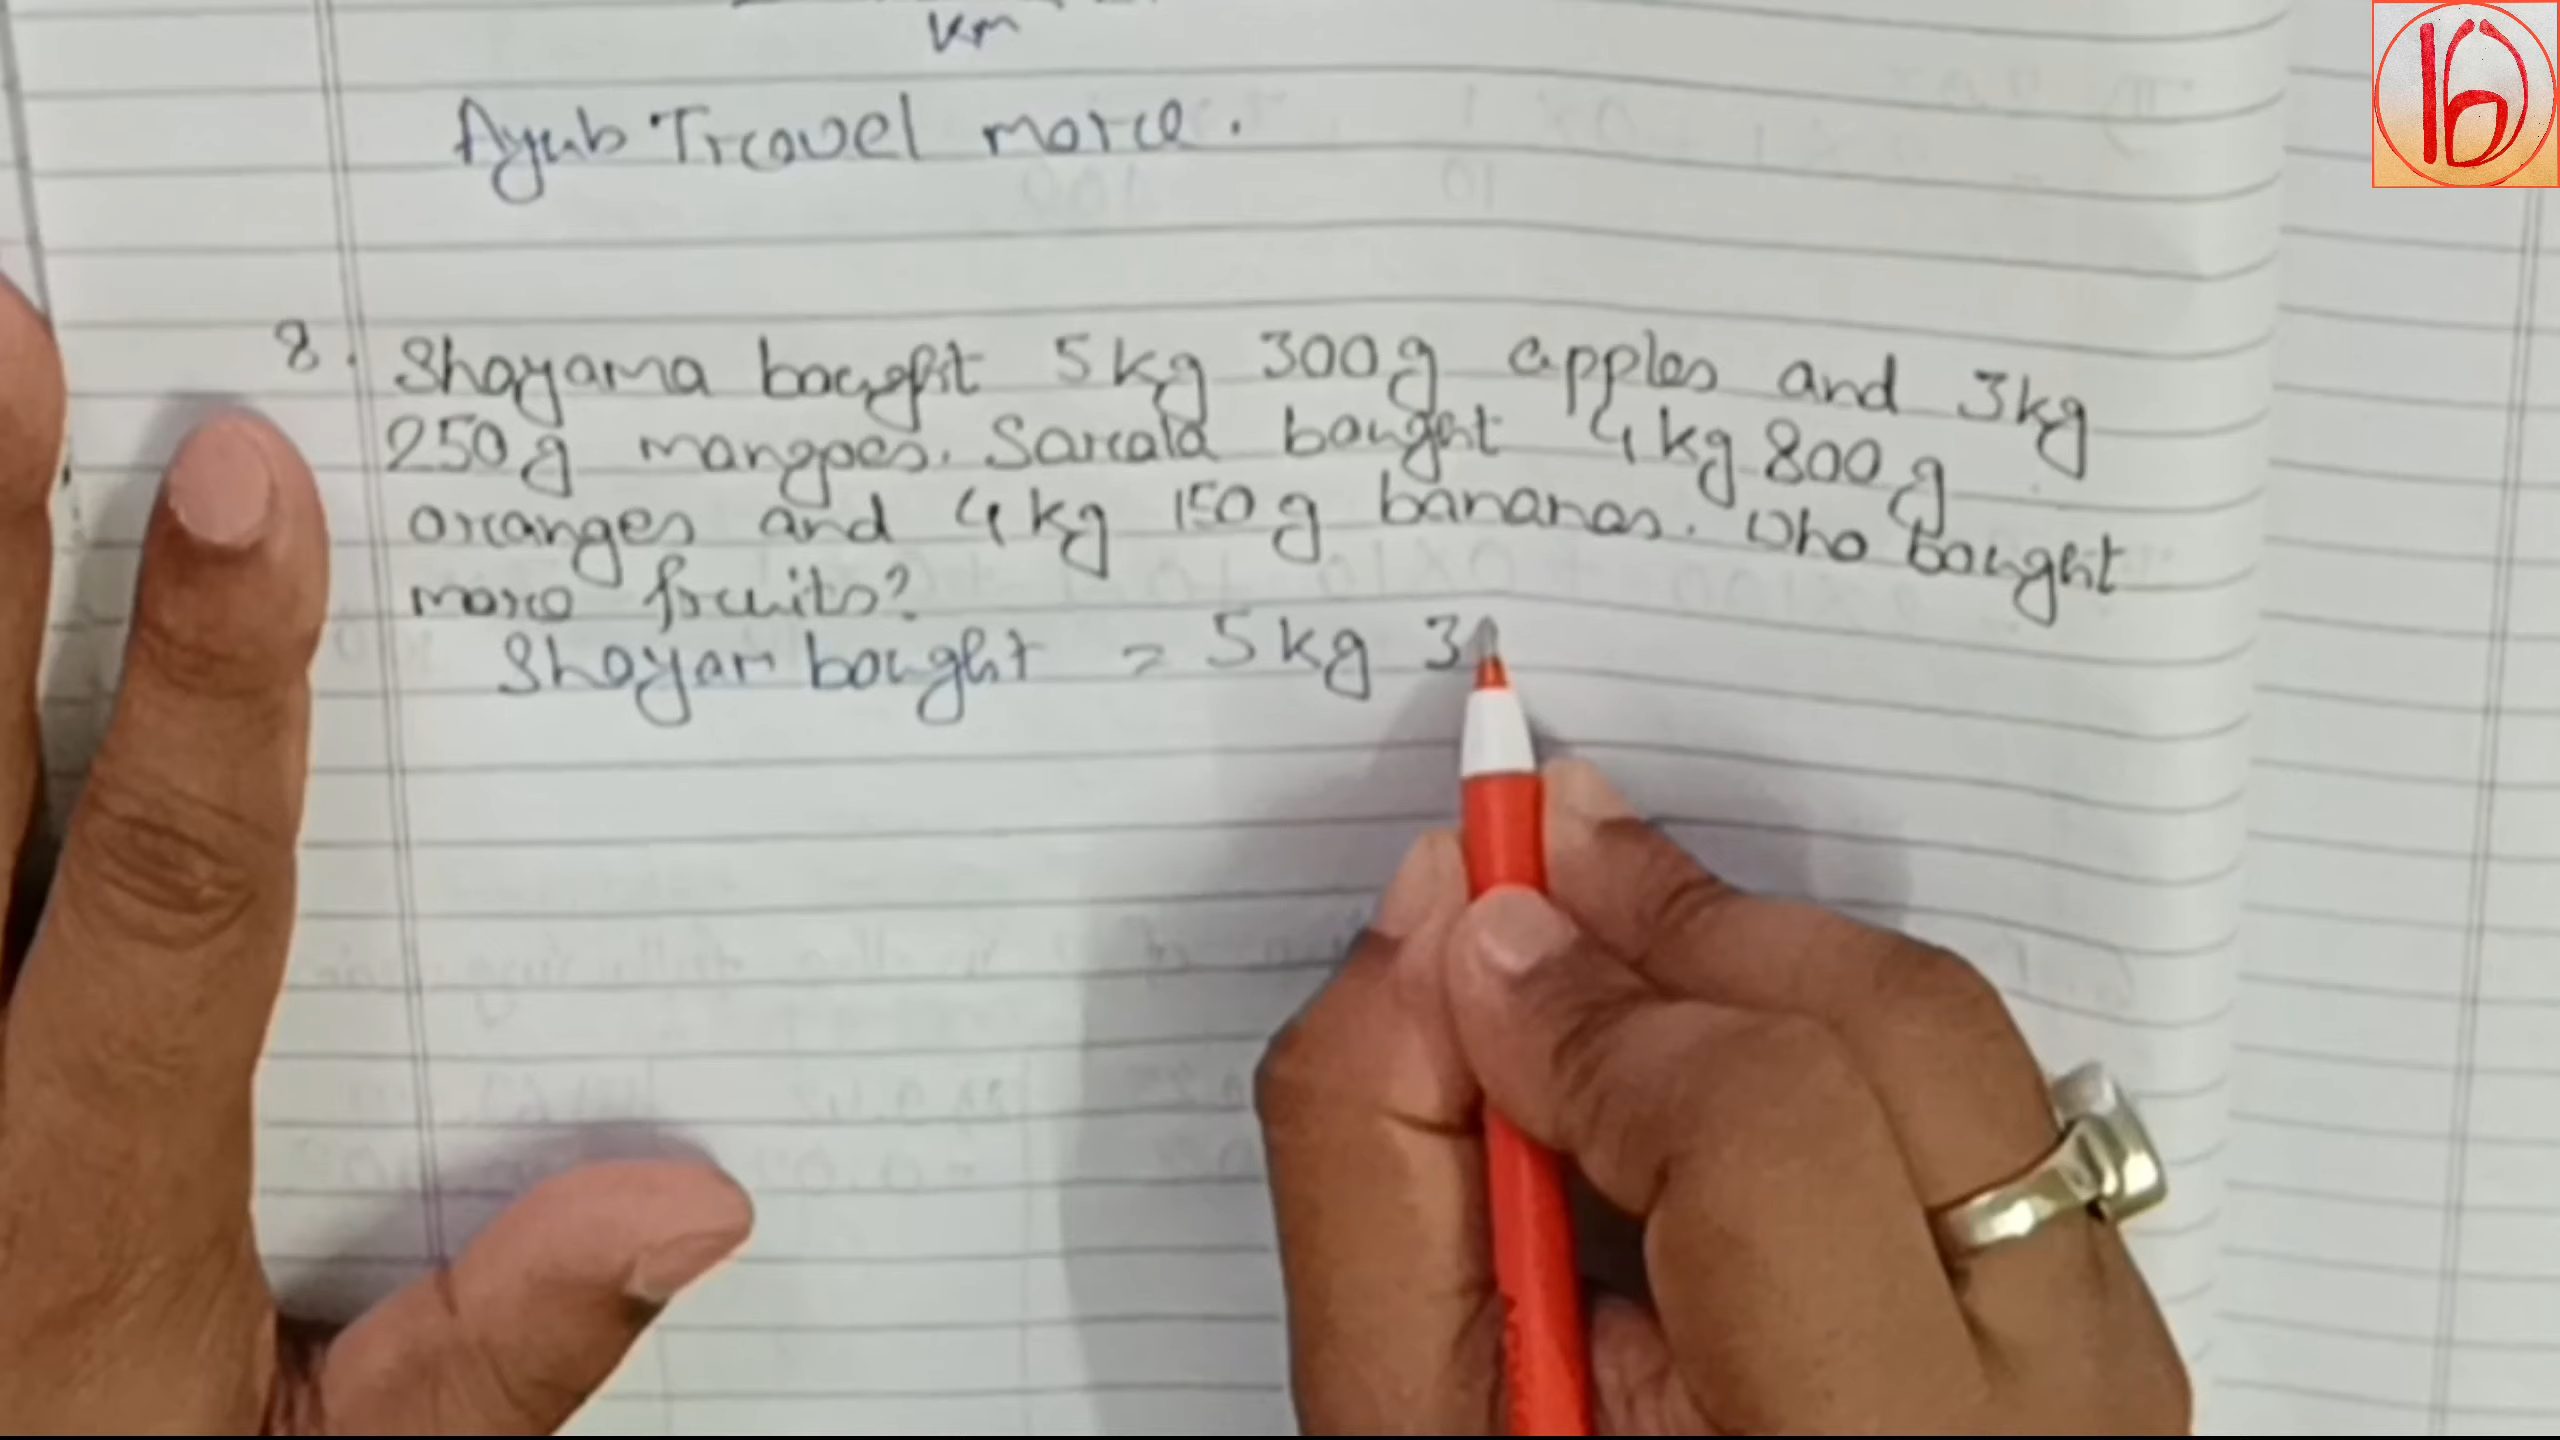 km
Ayub Travel more.
8. Shayama bought 5kg 300g apples and 3kg
250g mangoes. Sarala bought 4kg 800g
oranges and 4kg 150g bananas. Who bought
more fruits?
Shayam bought = 5kg 3